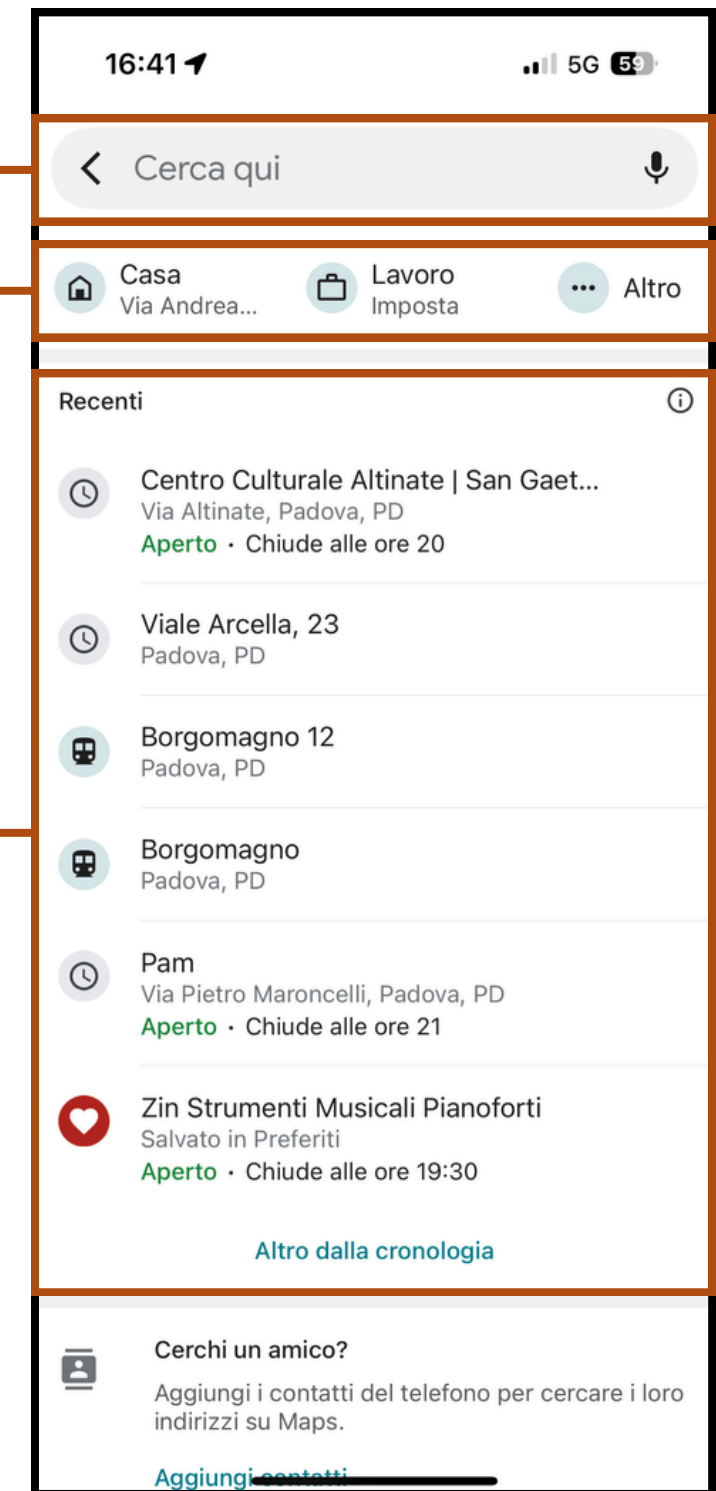 16:41 5G 59
Cerca qui
Casa
Via Andrea...
Lavoro
Imposta
Altro
Recenti
Centro Culturale Altinate | San Gaet...
Via Altinate, Padova, PD
Aperto · Chiude alle ore 20
Viale Arcella, 23
Padova, PD
Borgomagno 12
Padova, PD
Borgomagno
Padova, PD
Pam
Via Pietro Maroncelli, Padova, PD
Aperto · Chiude alle ore 21
Zin Strumenti Musicali Pianoforti
Salvato in Preferiti
Aperto · Chiude alle ore 19:30
Altro dalla cronologia
Cerchi un amico?
Aggiungi i contatti del telefono per cercare i loro
indirizzi su Maps.
Aggiungi contatti